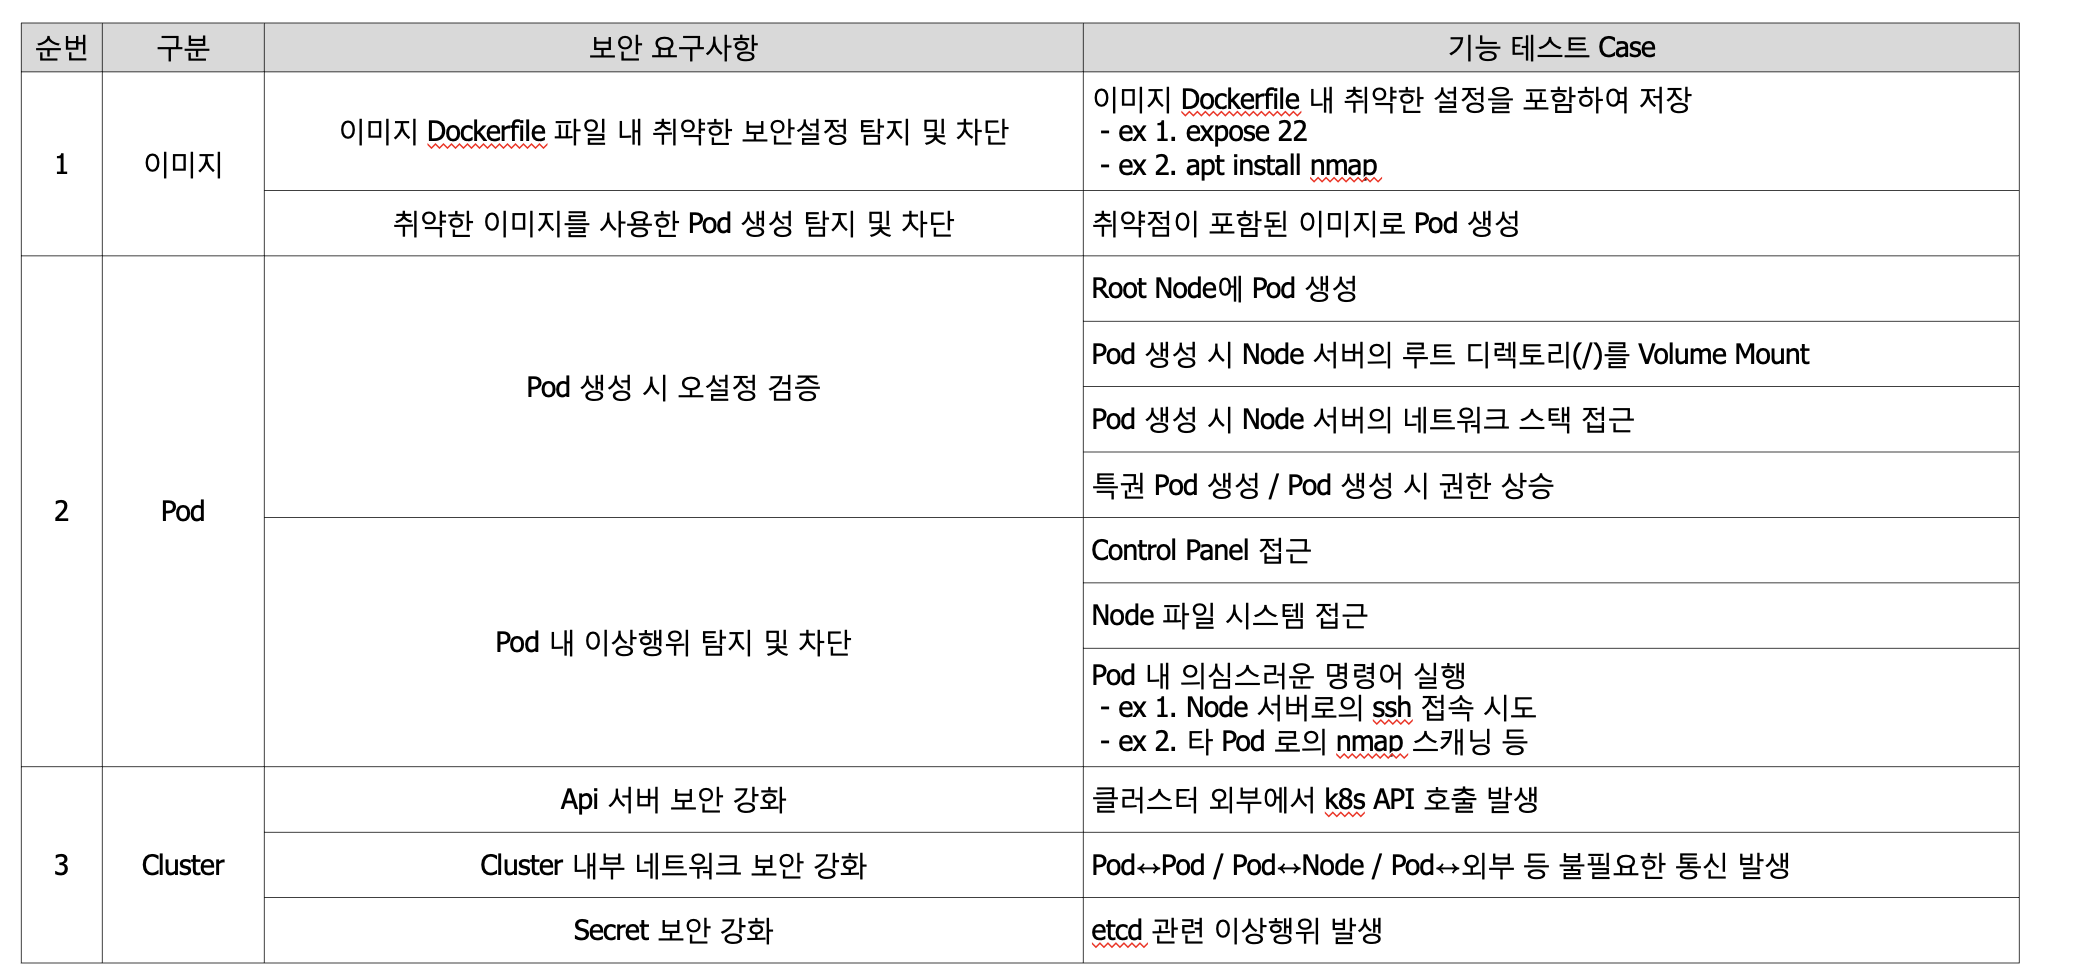 순번 구분 보안 요구사항 기능 테스트 Case
1 이미지 이미지 Dockerfile 파일 내 취약한 보안설정 탐지 및 차단
이미지 Dockerfile 내 취약한 설정을 포함하여 저장
- ex 1. expose 22
- ex 2. apt install nmap
취약한 이미지를 사용한 Pod 생성 탐지 및 차단 취약점이 포함된 이미지로 Pod 생성
2 Pod Pod 생성 시 오설정 검증
Root Node에 Pod 생성
Pod 생성 시 Node 서버의 루트 디렉토리(/)를 Volume Mount
Pod 생성 시 Node 서버의 네트워크 스택 접근
특권 Pod 생성 / Pod 생성 시 권한 상승
Pod 내 이상행위 탐지 및 차단
Control Panel 접근
Node 파일 시스템 접근
Pod 내 의심스러운 명령어 실행
- ex 1. Node 서버로의 ssh 접속 시도
- ex 2. 타 Pod 로의 nmap 스캐닝 등
3 Cluster Api 서버 보안 강화 클러스터 외부에서 k8s API 호출 발생
Cluster 내부 네트워크 보안 강화 Pod↔Pod / Pod↔Node / Pod↔외부 등 불필요한 통신 발생
Secret 보안 강화 etcd 관련 이상행위 발생